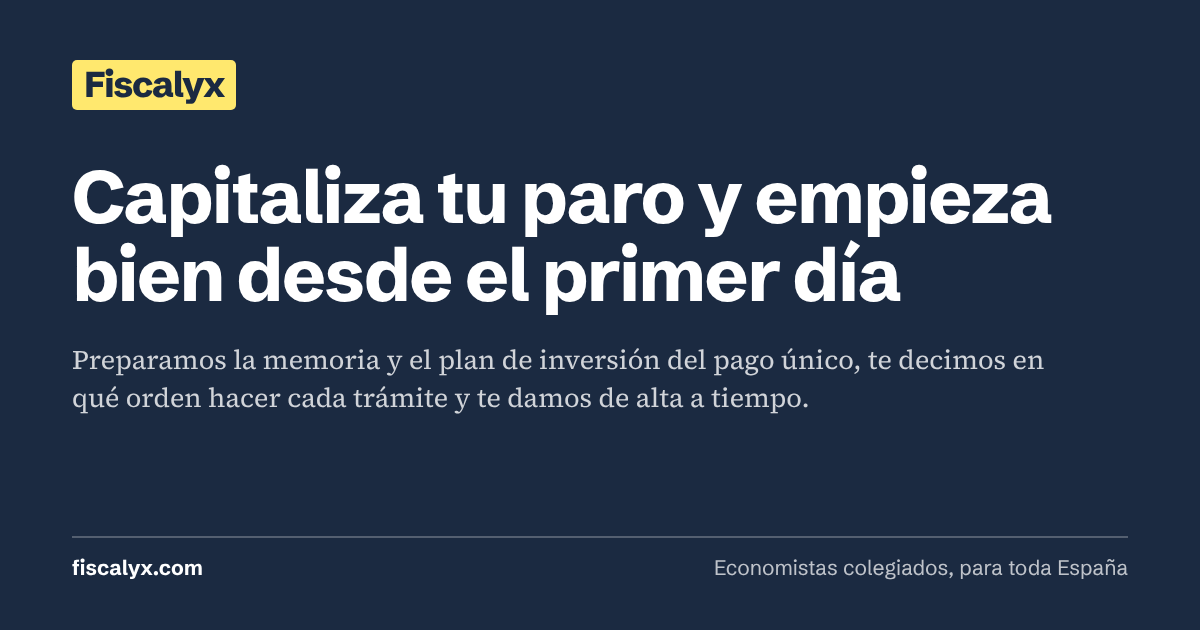 Fiscalyx
Capitaliza tu paro y empieza
bien desde el primer día
Preparamos la memoria y el plan de inversión del pago único, te decimos en
qué orden hacer cada trámite y te damos de alta a tiempo.
fiscalyx.com
Economistas colegiados, para toda España